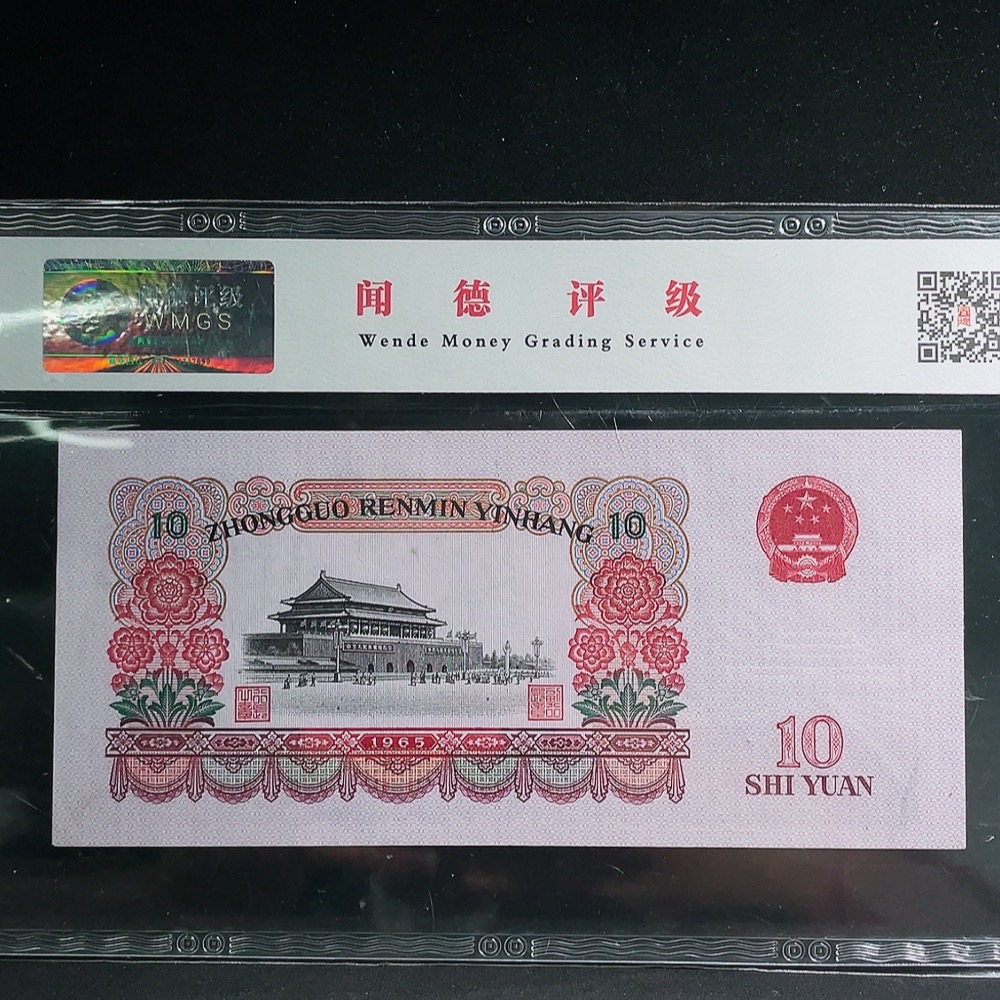 闻德评级
WMGS
闻德评级
Wende Money Grading Service
10 ZHONGGUO RENMIN YINHANG 10
1965
10
SHI YUAN